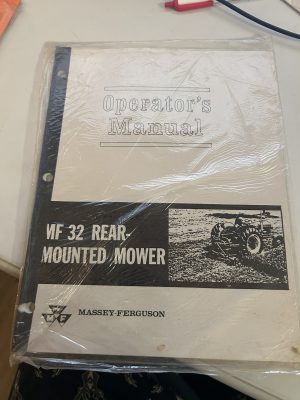 Operator's
Manual
MF 32 REAR-
MOUNTED MOWER
MASSEY-FERGUSON